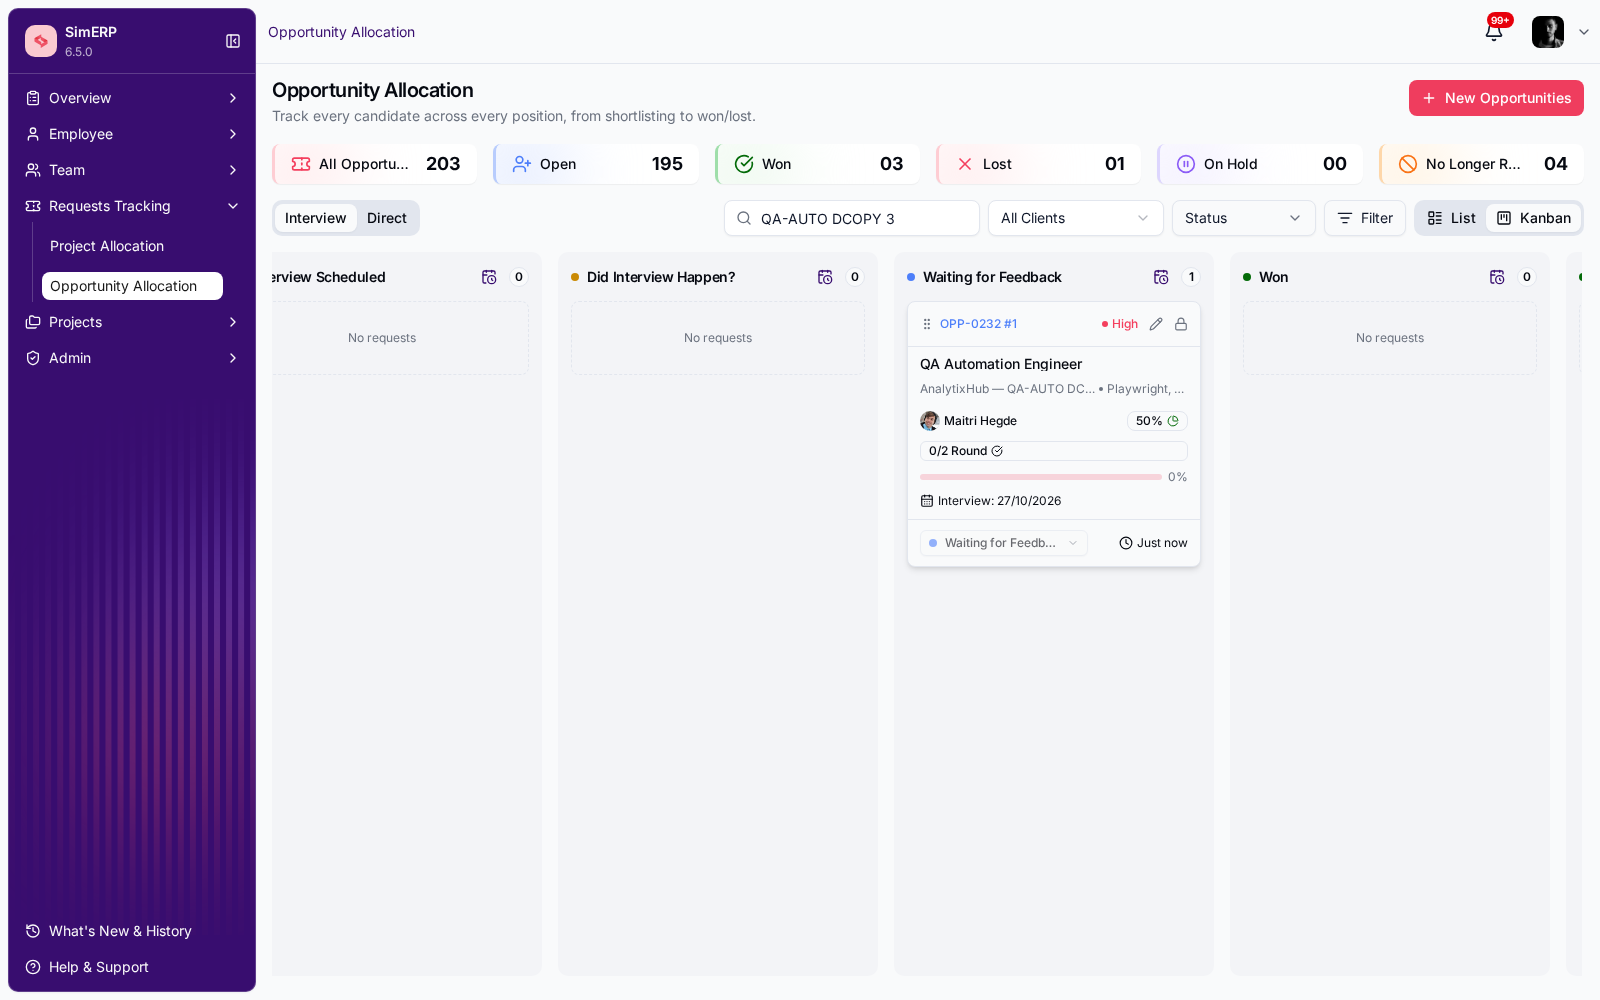 SimERP
6.5.0
Overview
Employee
Team
Requests Tracking
Project Allocation
Opportunity Allocation
Projects
Admin
What's New & History
Help & Support
Opportunity Allocation
99+
Opportunity Allocation
Track every candidate across every position, from shortlisting to won/lost.
New Opportunities
All Opportu... 203
Open 195
Won 03
Lost 01
On Hold 00
No Longer R... 04
Interview Direct
QA-AUTO DCOPY 3
All Clients
Status
Filter
List Kanban
erview Scheduled 0
No requests
Did Interview Happen? 0
No requests
Waiting for Feedback 1
OPP-0232 #1 High
QA Automation Engineer
AnalytixHub — QA-AUTO DC... • Playwright, ...
Maitri Hegde 50%
0/2 Round
0%
Interview: 27/10/2026
Waiting for Feedb... Just now
Won 0
No requests